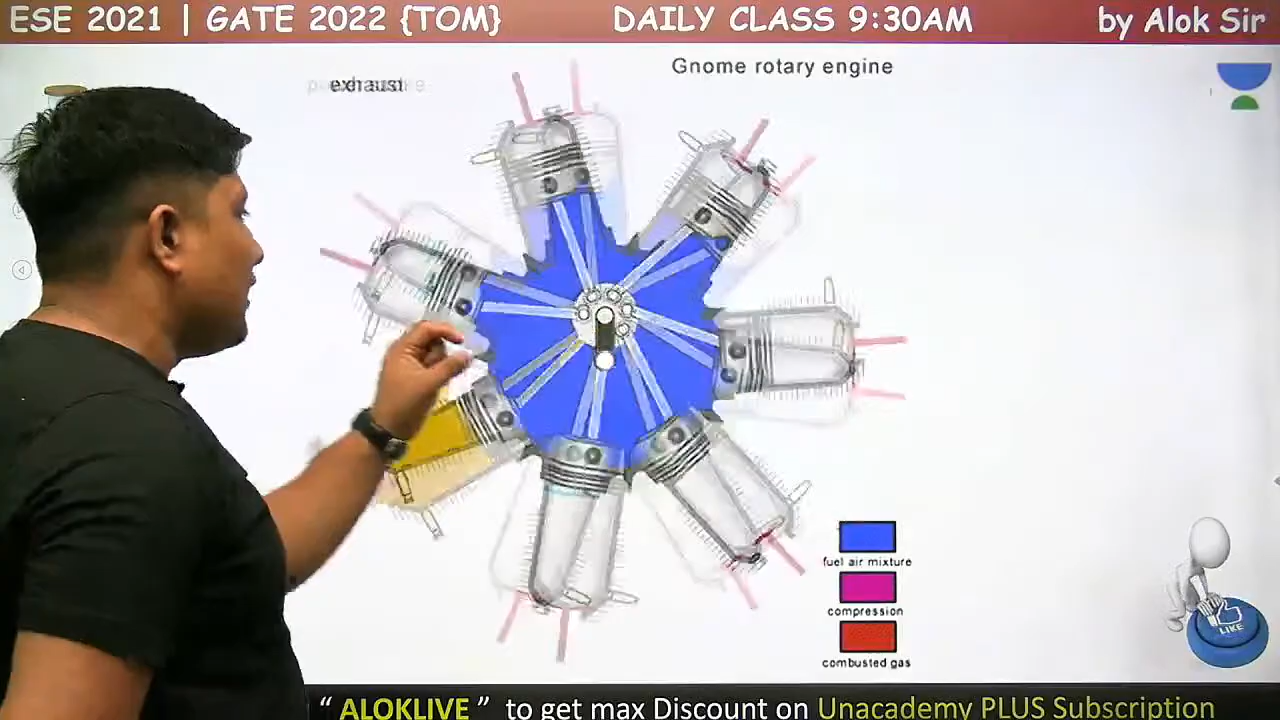 ESE 2021 | GATE 2022 {TOM} DAILY CLASS 9:30AM by Alok Sir
Gnome rotary engine
exhaust
fuel air mixture
compression
combusted gas
LIKE
“ ALOKLIVE ” to get max Discount on Unacademy PLUS Subscription